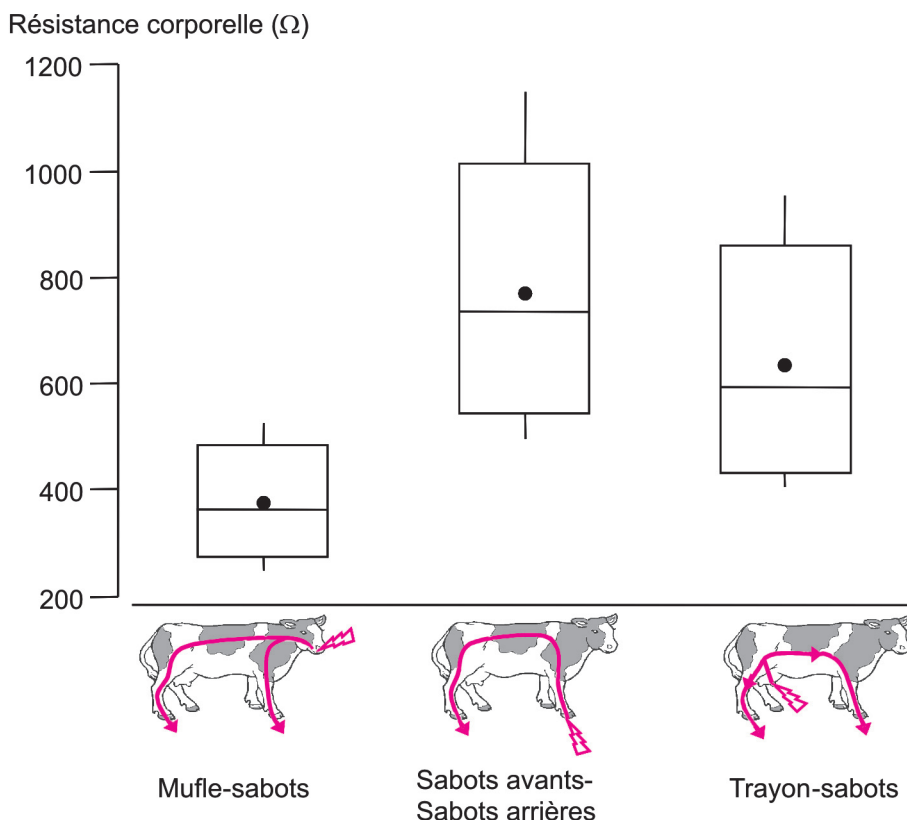 Résistance corporelle (Ω)
1200
1000
800
600
400
200
Mufle-sabots
Sabots avants-
Sabots arrières
Trayon-sabots